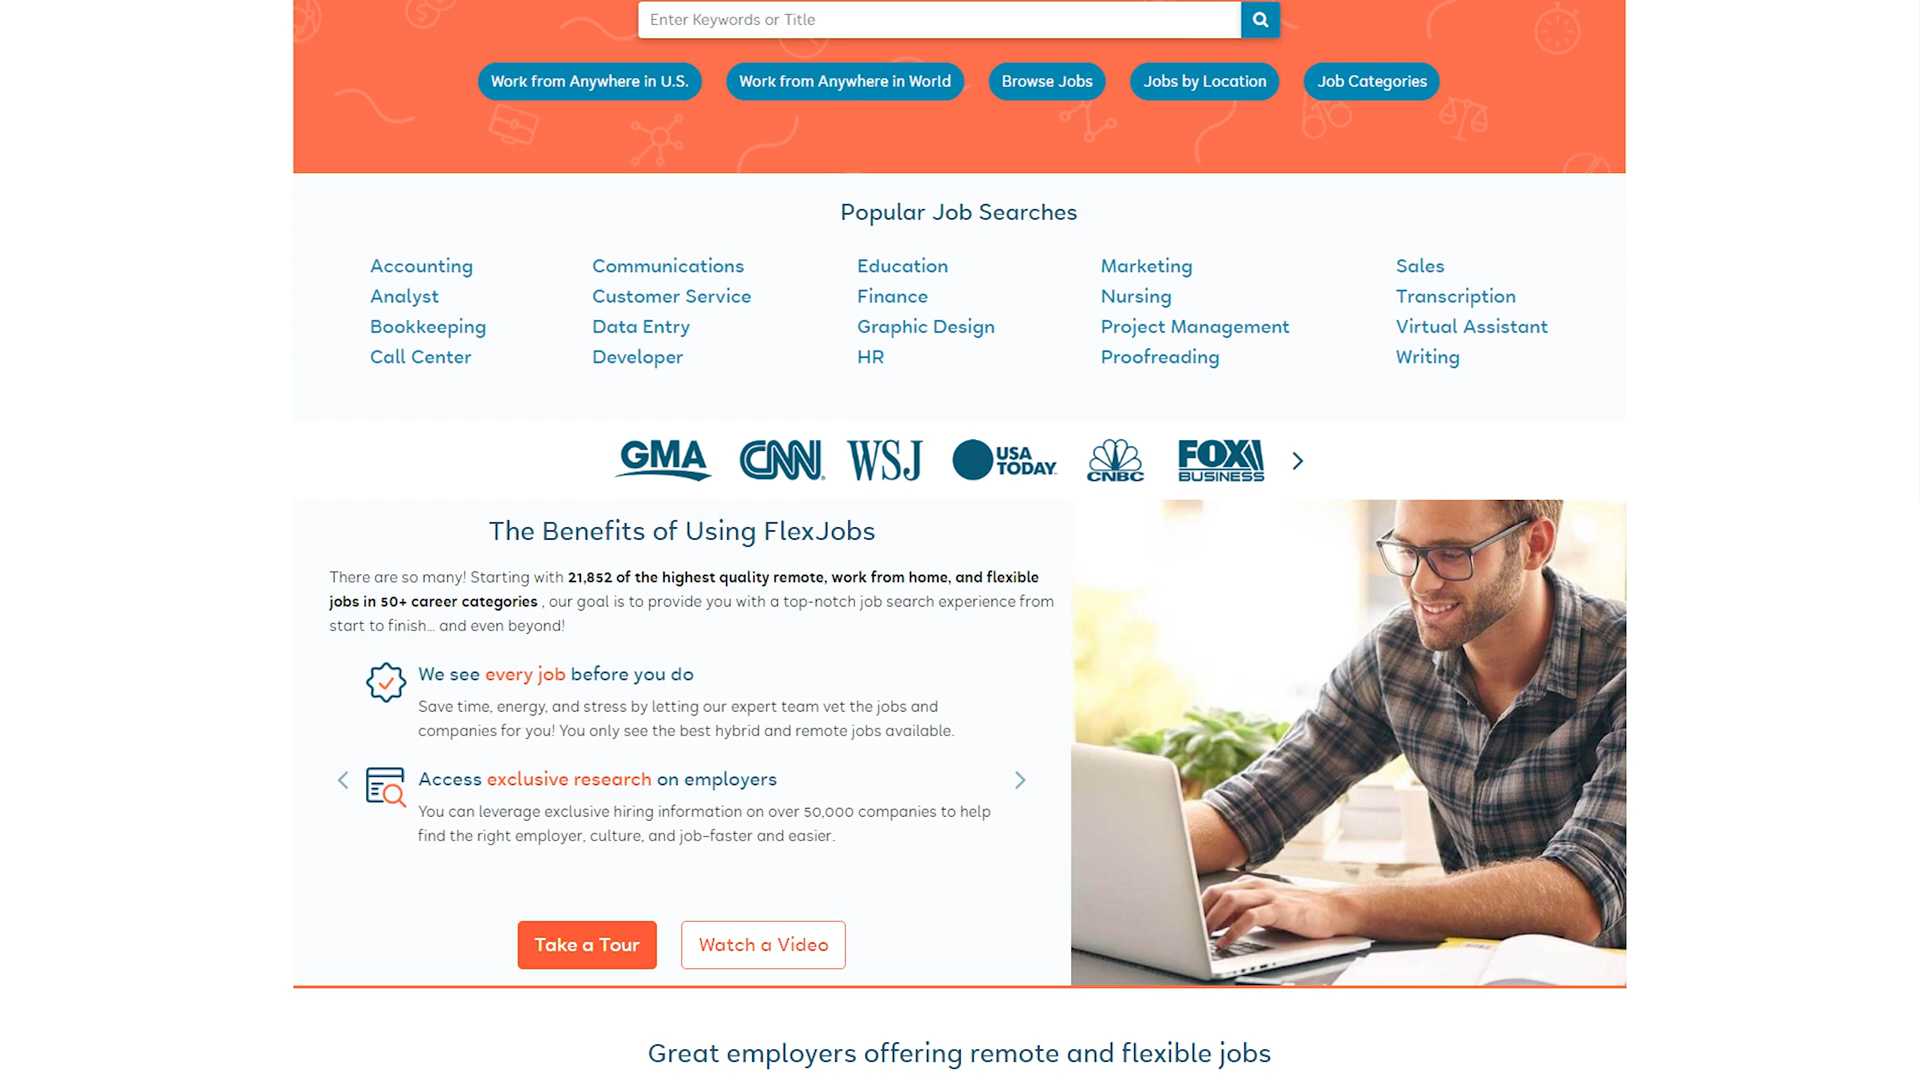 Enter Keywords or Title
Work from Anywhere in U.S.
Work from Anywhere in World
Browse Jobs
Jobs by Location
Job Categories
Popular Job Searches
Accounting
Analyst
Bookkeeping
Call Center
Communications
Customer Service
Data Entry
Developer
Education
Finance
Graphic Design
HR
Marketing
Nursing
Project Management
Proofreading
Sales
Transcription
Virtual Assistant
Writing
GMA
CNN
WSJ
USA
TODAY
CNBC
FOX
BUSINESS
The Benefits of Using FlexJobs
There are so many! Starting with 21,852 of the highest quality remote, work from home, and flexible
jobs in 50+ career categories , our goal is to provide you with a top-notch job search experience from
start to finish... and even beyond!
We see every job before you do
Save time, energy, and stress by letting our expert team vet the jobs and
companies for you! You only see the best hybrid and remote jobs available.
Access exclusive research on employers
You can leverage exclusive hiring information on over 50,000 companies to help
find the right employer, culture, and job–faster and easier.
Take a Tour
Watch a Video
Great employers offering remote and flexible jobs